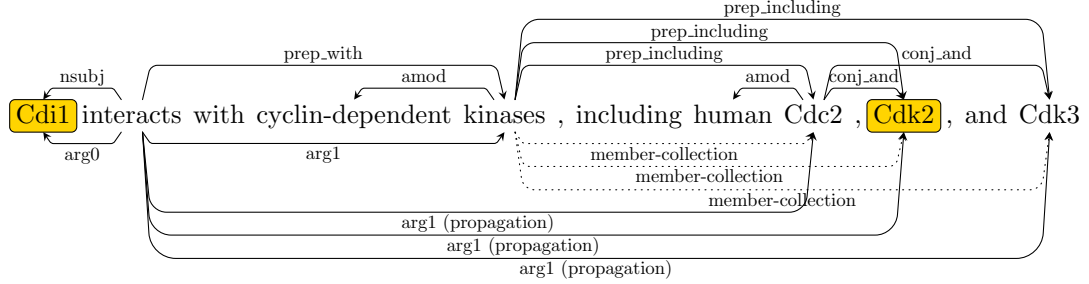 prep_including
prep_including
prep_with prep_including conj_and
nsubj amod amod conj_and
Cdi1 interacts with cyclin-dependent kinases , including human Cdc2 , Cdk2 , and Cdk3
arg0 arg1 member-collection
member-collection
member-collection
arg1 (propagation)
arg1 (propagation)
arg1 (propagation)